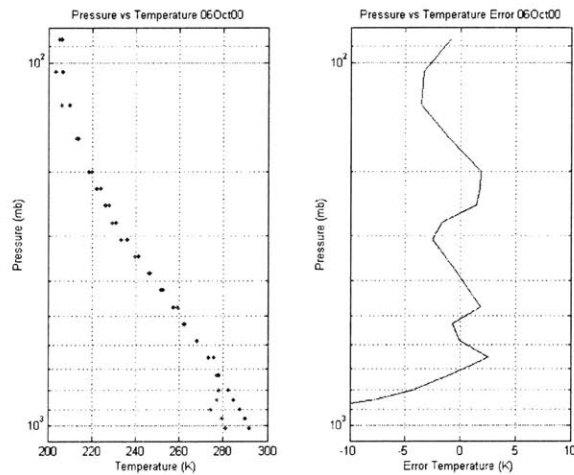 Pressure vs Temperature 06Oct00
Pressure (mb)
10²
10³
200 220 240 260 280 300
Temperature (K)
Pressure vs Temperature Error 06Oct00
Pressure (mb)
10²
10³
-10 -5 0 5 10
Error Temperature (K)